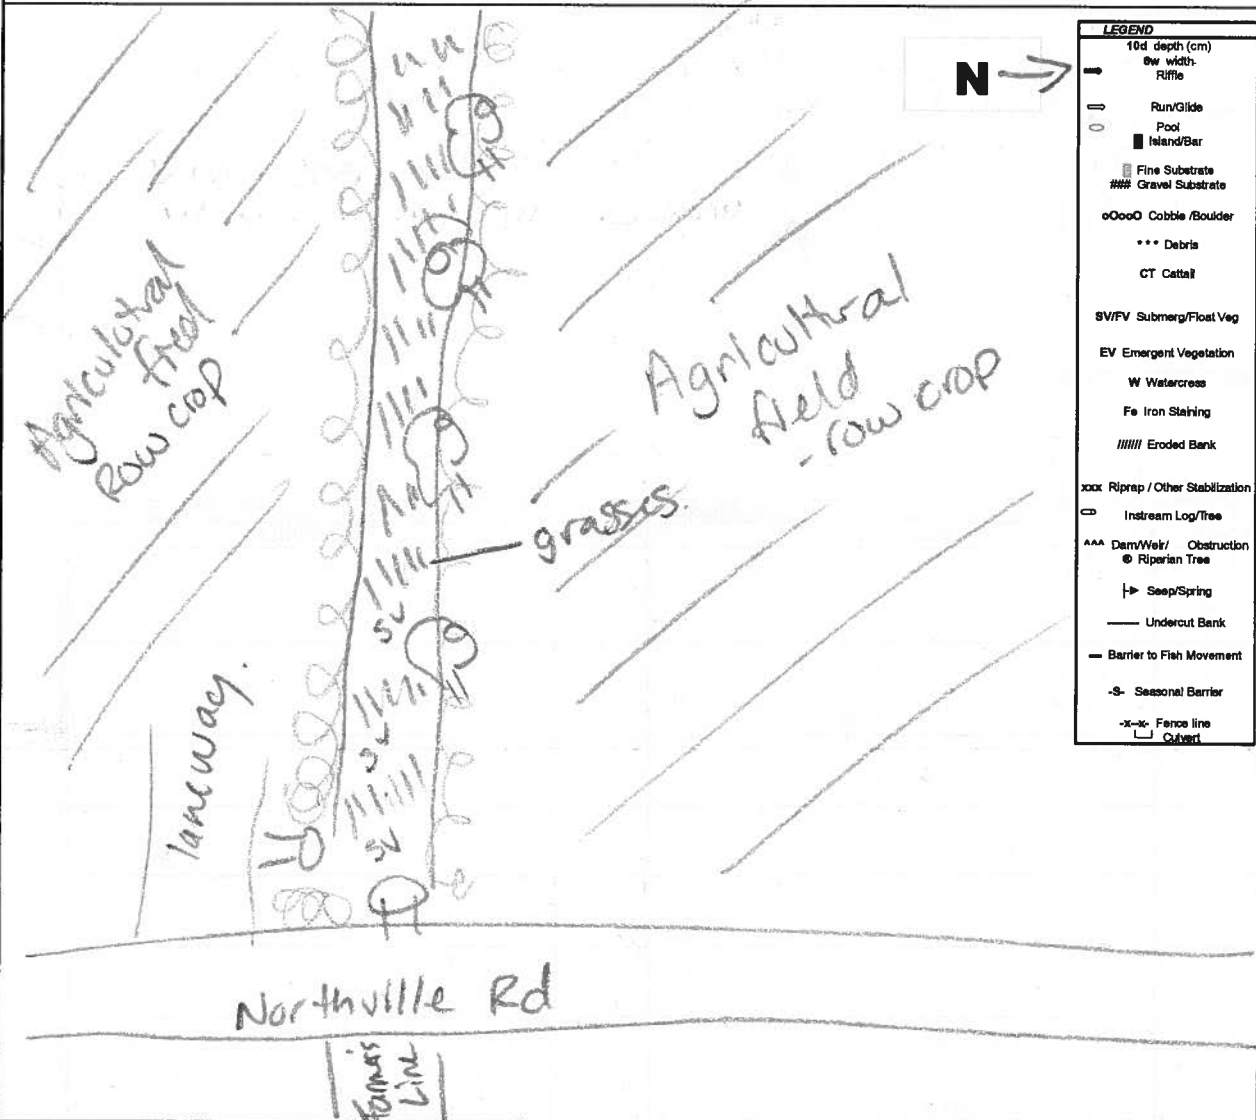 N
LEGEND
10d depth (cm)
8w width
Riffle
Run/Glide
Pool
Island/Bar
Fine Substrate
### Gravel Substrate
oOooO Cobble /Boulder
*** Debris
CT Cattail
SV/FV Submerg/Float Veg
EV Emergent Vegetation
W Watercress
Fe Iron Staining
/////// Eroded Bank
xxx Riprap / Other Stabilization
Instream Log/Tree
^^^ Dam/Weir/ Obstruction
Riparian Tree
Seep/Spring
Undercut Bank
Barrier to Fish Movement
-S- Seasonal Barrier
-x--x- Fence line
Culvert
Agricultural
field
Row crop
Agricultural
field
- row crop
grasses
SV
SV
SV
laneway.
Northville Rd
Line